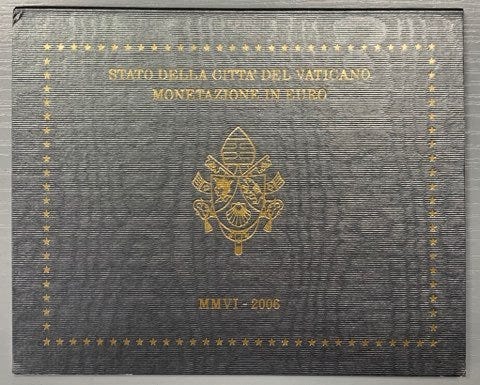 STATO DELLA CITTA' DEL VATICANO
MONETAZIONE IN EURO
MMVI - 2006